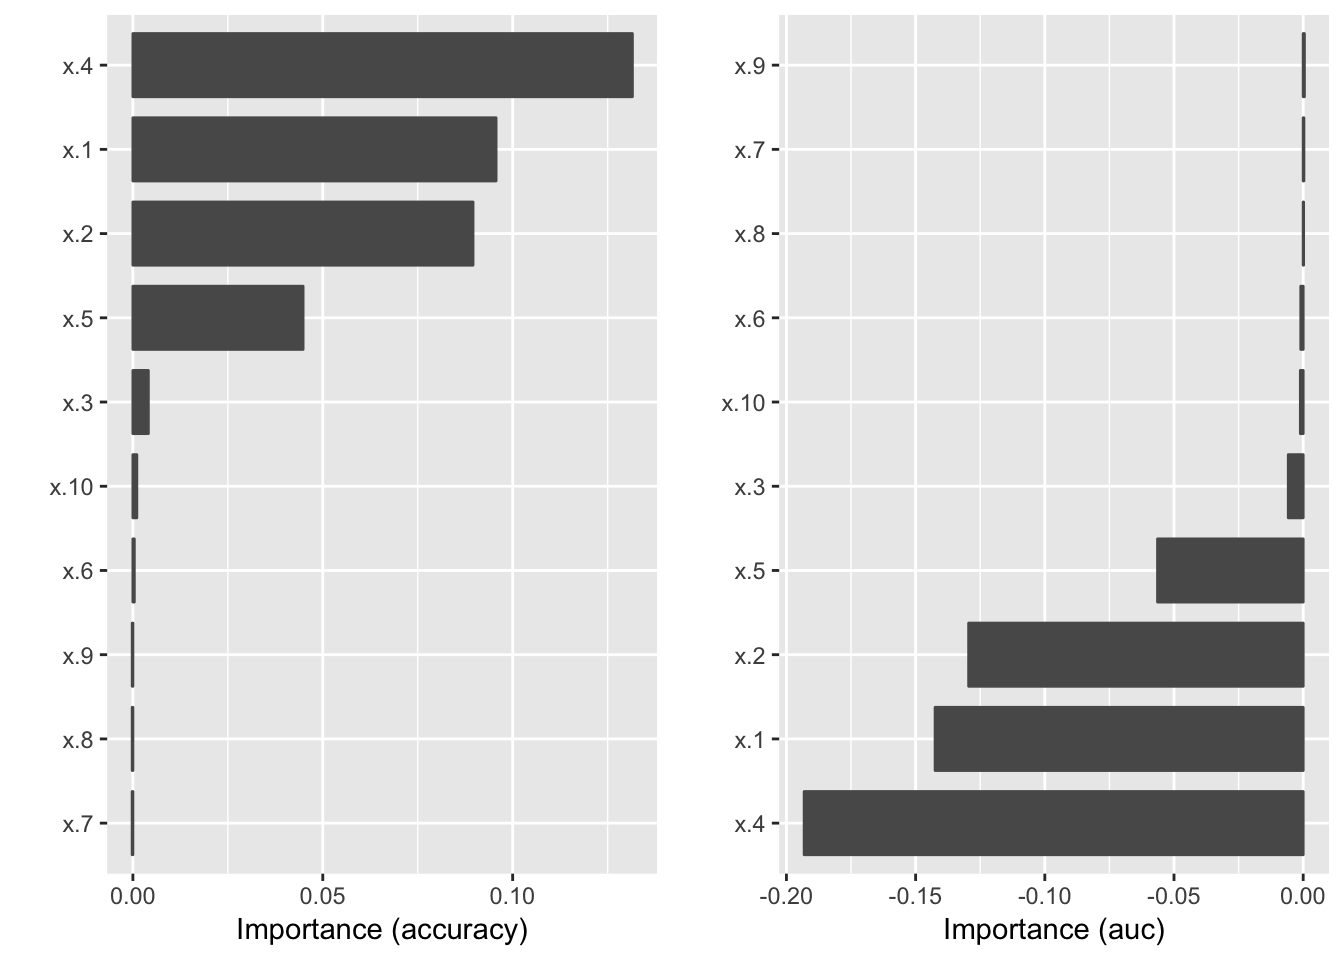 x.4
x.1
x.2
x.5
x.3
x.10
x.6
x.9
x.8
x.7
0.00 0.05 0.10
Importance (accuracy)
x.9
x.7
x.8
x.6
x.10
x.3
x.5
x.2
x.1
x.4
-0.20 -0.15 -0.10 -0.05 0.00
Importance (auc)